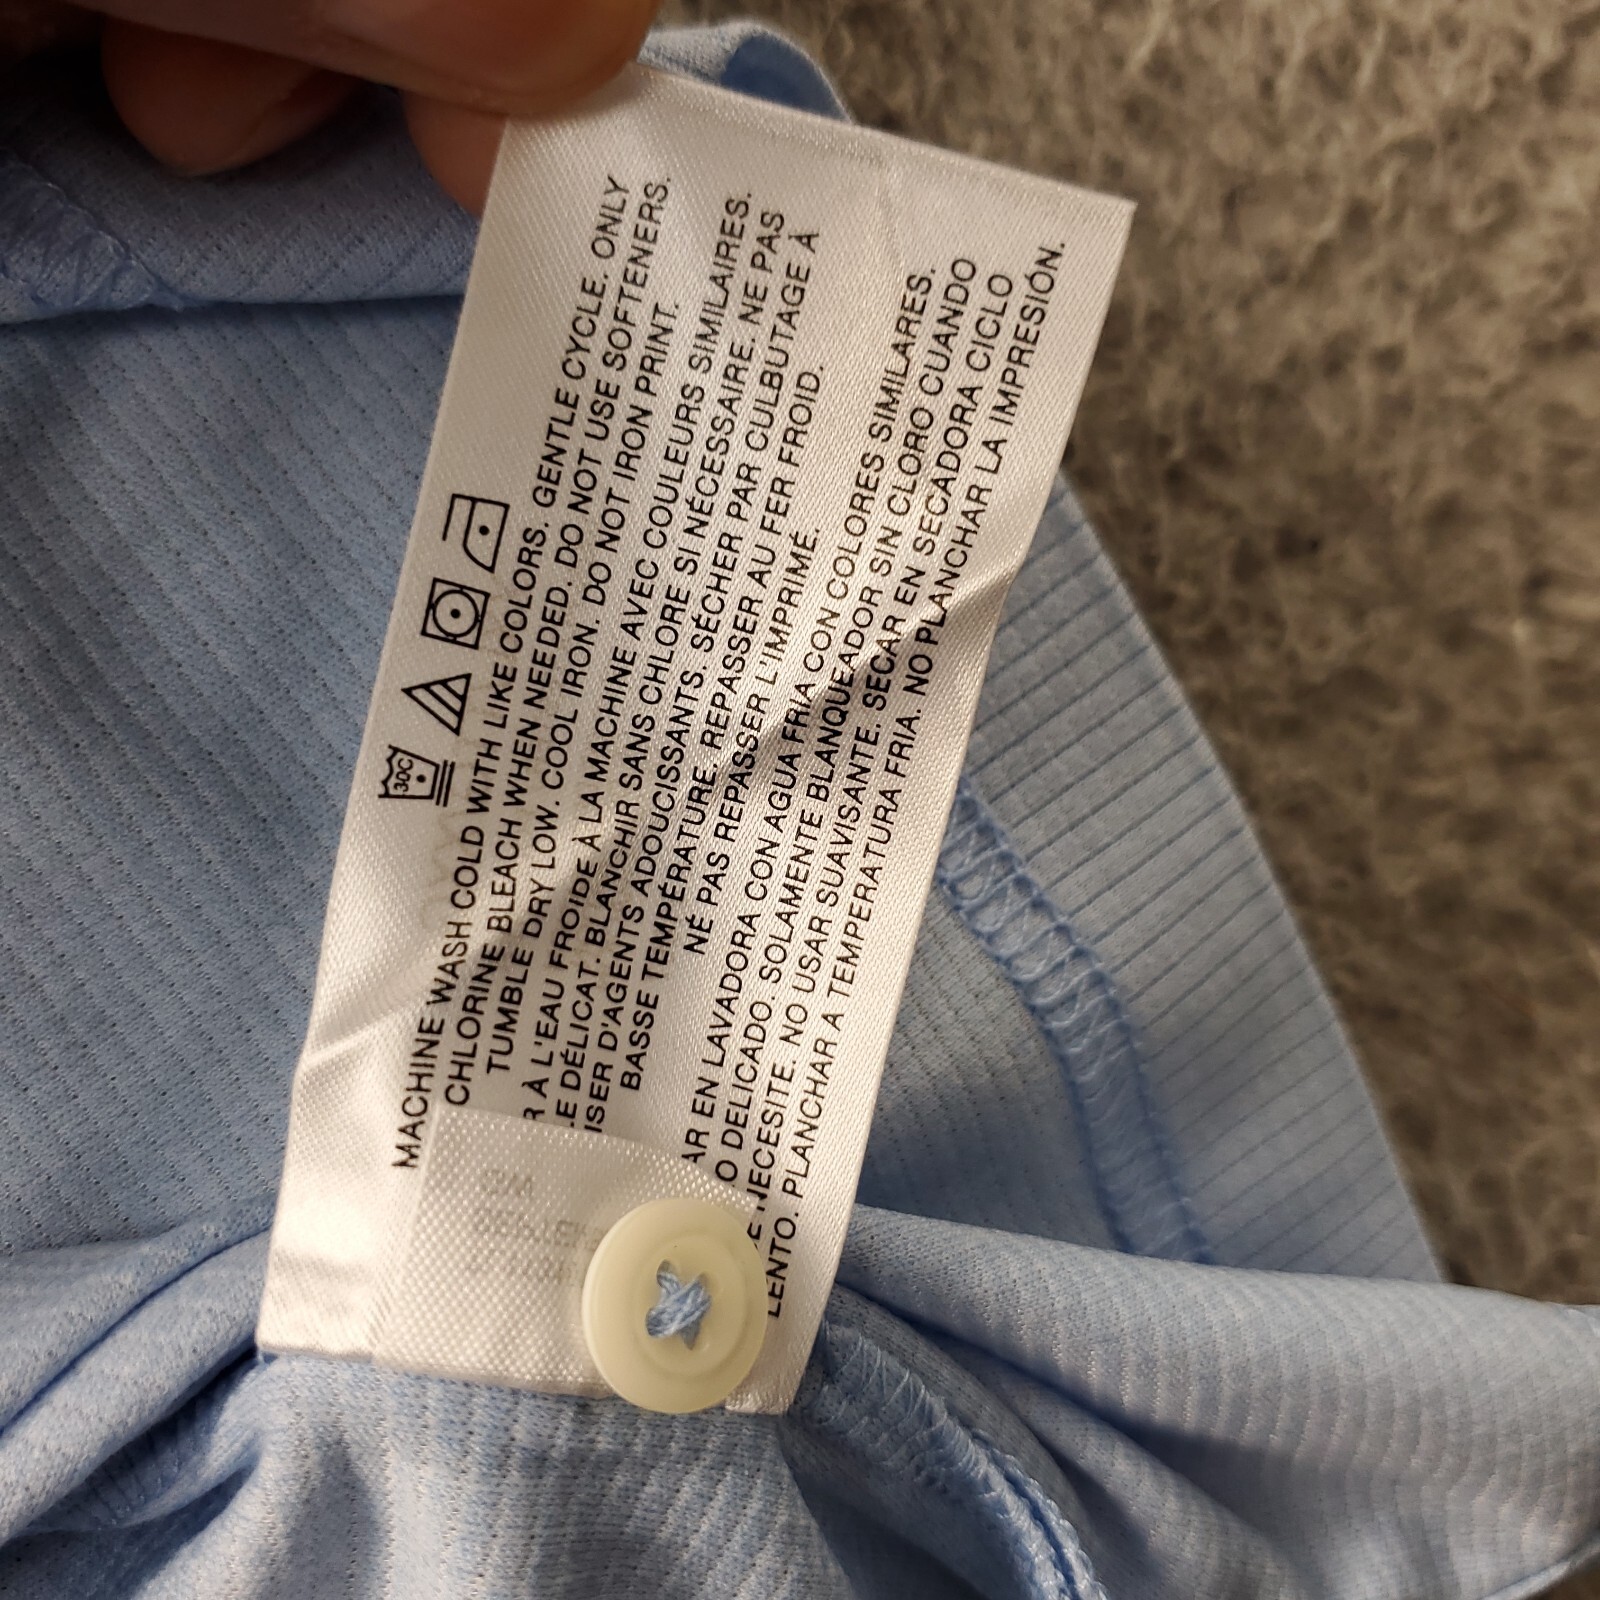 30C
MACHINE WASH COLD WITH LIKE COLORS. GENTLE CYCLE. ONLY
CHLORINE BLEACH WHEN NEEDED. DO NOT USE SOFTENERS.
TUMBLE DRY LOW. COOL IRON. DO NOT IRON PRINT.
R À L'EAU FROIDE À LA MACHINE AVEC COULEURS SIMILAIRES.
LE DÉLICAT. BLANCHIR SANS CHLORE SI NÉCESSAIRE. NE PAS
ISER D'AGENTS ADOUCISSANTS. SÉCHER PAR CULBUTAGE À
BASSE TEMPÉRATURE. REPASSER AU FER FROID.
NÉ PAS REPASSER L'IMPRIMÉ.
AR EN LAVADORA CON AGUA FRIA CON COLORES SIMILARES.
O DELICADO. SOLAMENTE BLANQUEADOR SIN CLORO CUANDO
E NECESITE. NO USAR SUAVISANTE. SECAR EN SECADORA CICLO
LENTO. PLANCHAR A TEMPERATURA FRIA. NO PLANCHAR LA IMPRESIÓN.